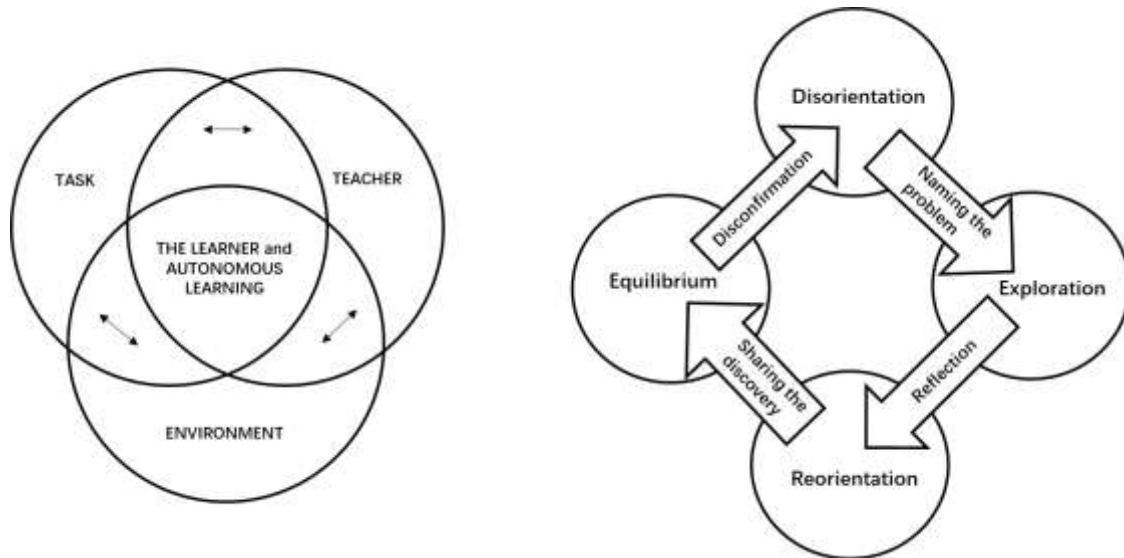 TASK
TEACHER
THE LEARNER and
AUTONOMOUS
LEARNING
ENVIRONMENT
Disorientation
Disconfirmation
Naming the
problem
Equilibrium
Exploration
Sharing the
discovery
Reflection
Reorientation